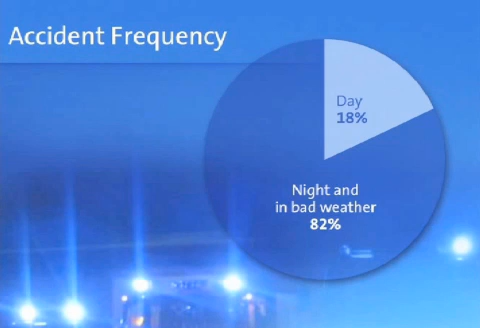 Accident Frequency
Day
18%
Night and
in bad weather
82%